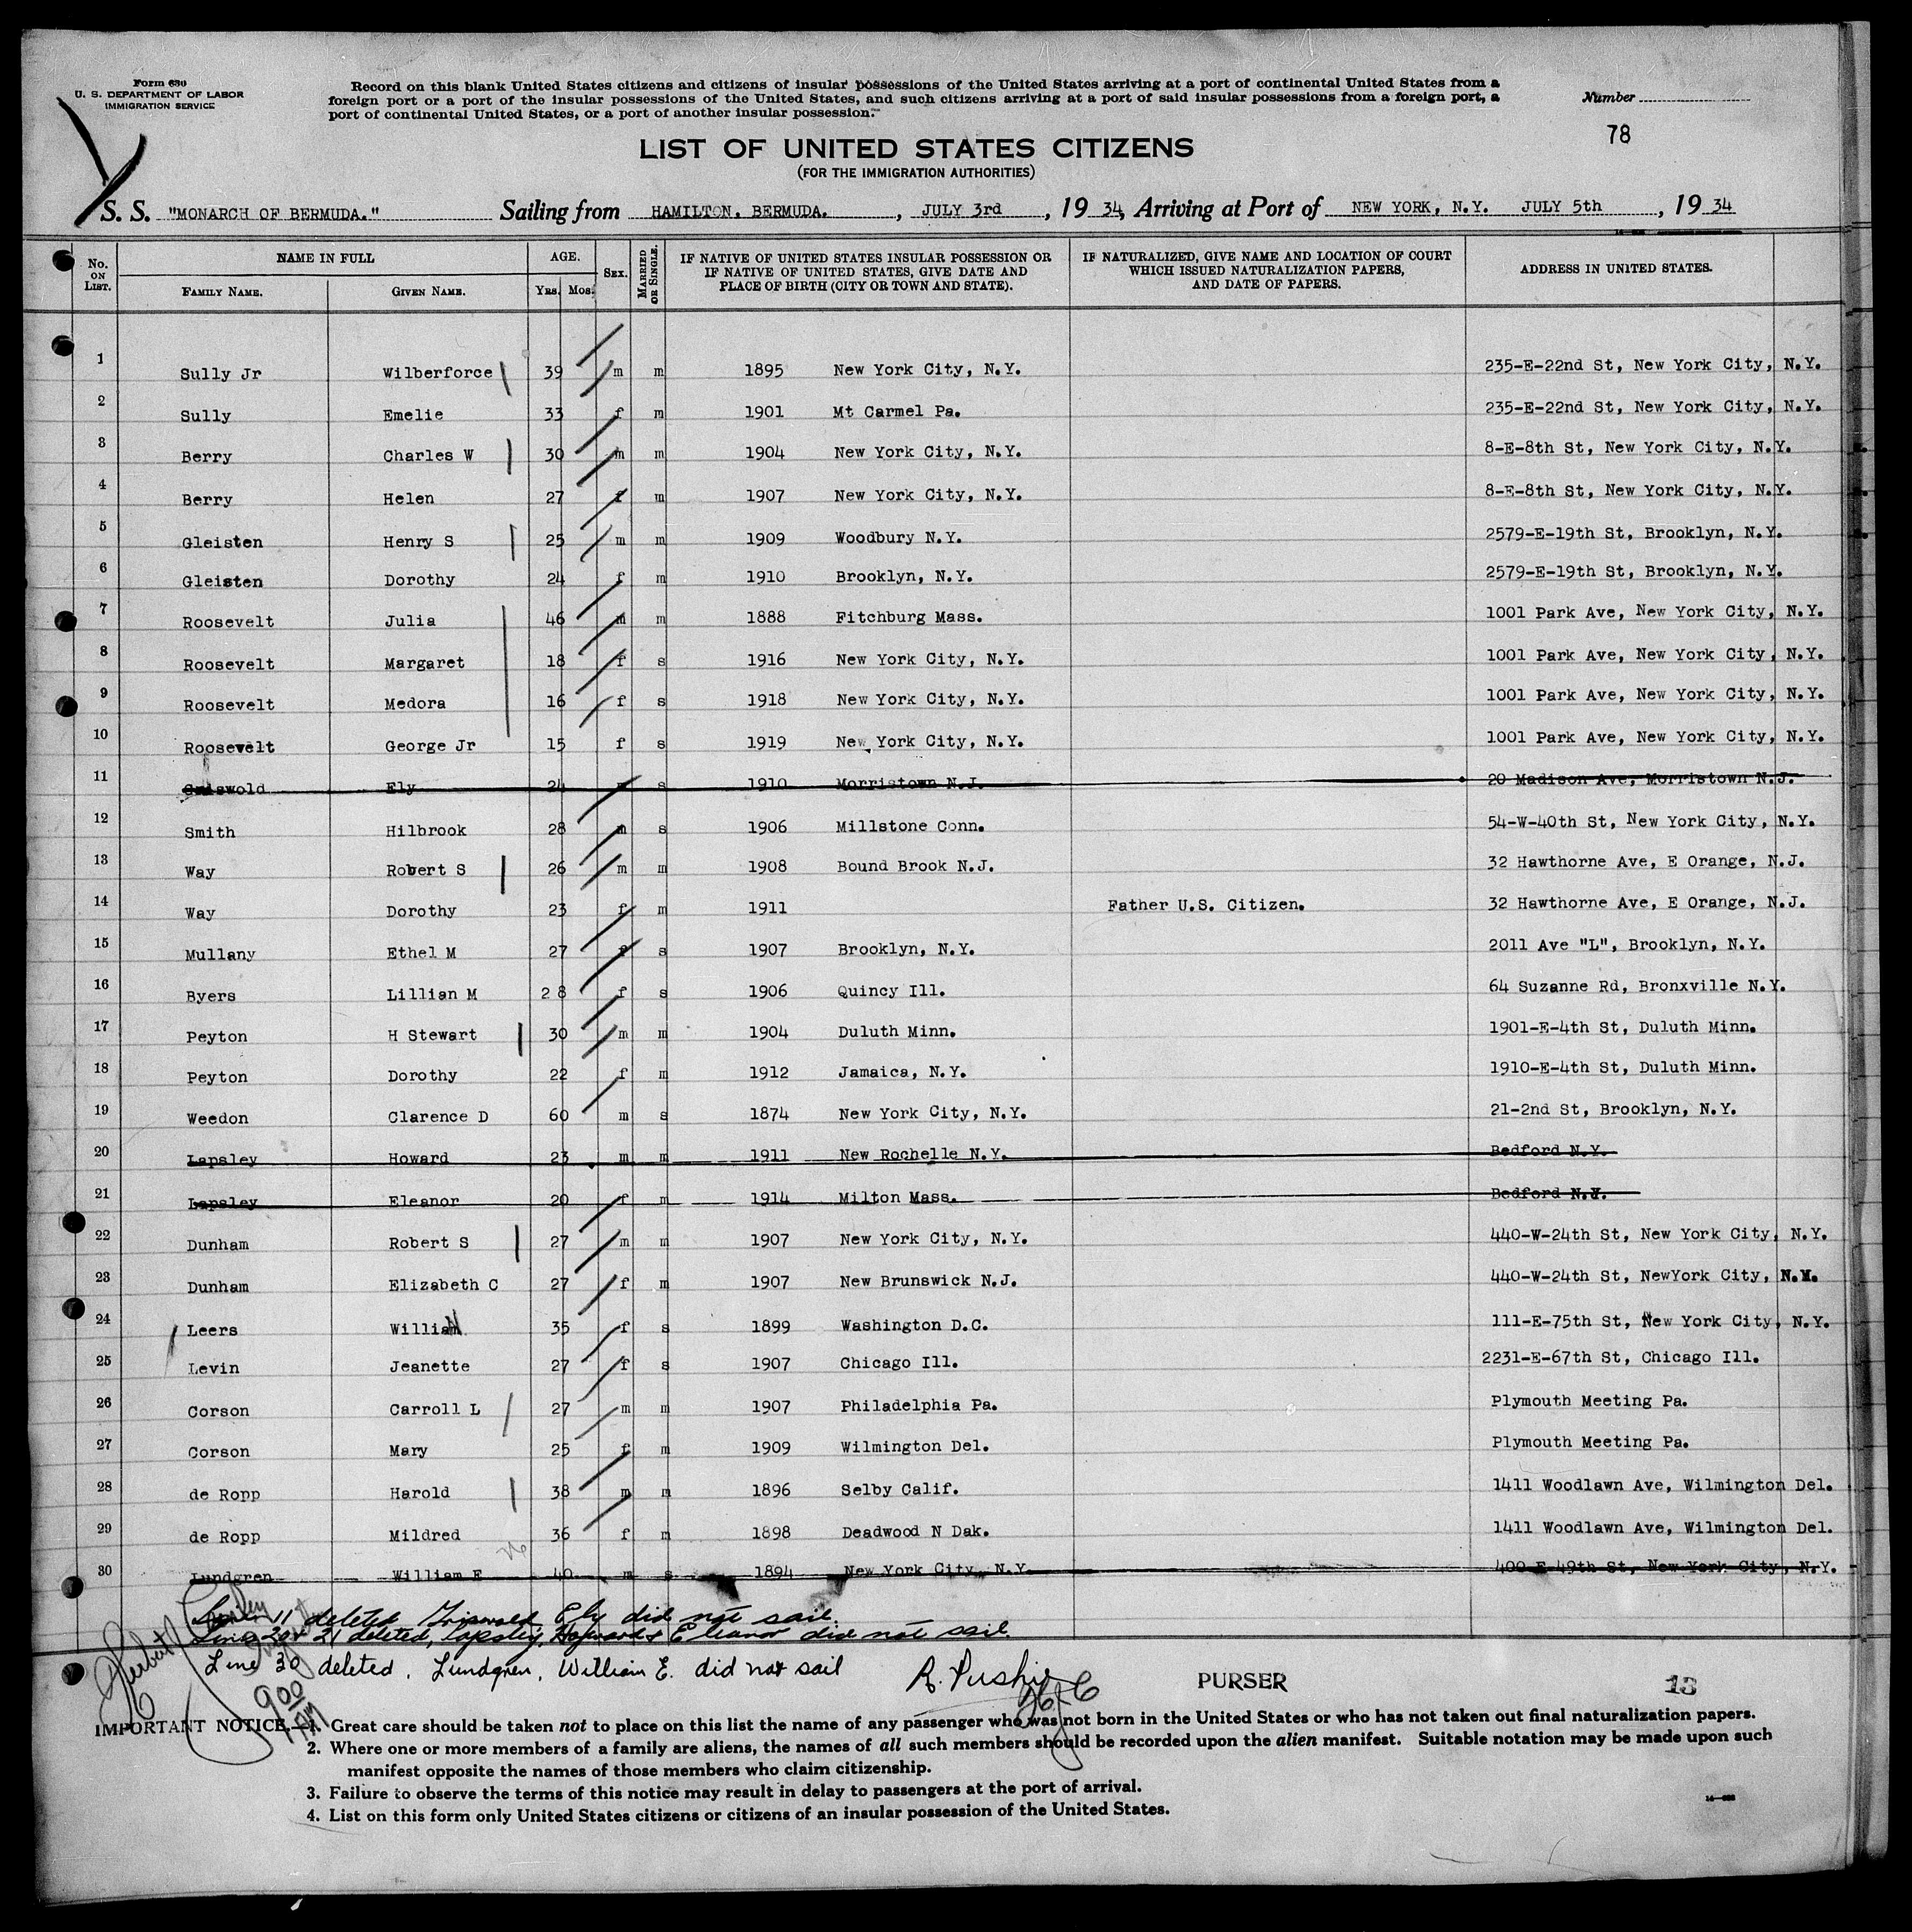 Form 630
U. S. DEPARTMENT OF LABOR
IMMIGRATION SERVICE
Record on this blank United States citizens and citizens of insular possessions of the United States arriving at a port of continental United States from a
foreign port or a port of the insular possessions of the United States, and such citizens arriving at a port of said insular possessions from a foreign port, a
port of continental United States, or a port of another insular possession.
Number
78
LIST OF UNITED STATES CITIZENS
(FOR THE IMMIGRATION AUTHORITIES)
S. S. "MONARCH OF BERMUDA." Sailing from HAMILTON, BERMUDA. , JULY 3rd , 19 34, Arriving at Port of NEW YORK, N.Y. JULY 5th , 19 34
No. ON LIST. NAME IN FULL FAMILY NAME. GIVEN NAME. AGE. YRS. MOS. SEX. MARRIED OR SINGLE. IF NATIVE OF UNITED STATES INSULAR POSSESSION OR IF NATIVE OF UNITED STATES, GIVE DATE AND PLACE OF BIRTH (CITY OR TOWN AND STATE). IF NATURALIZED, GIVE NAME AND LOCATION OF COURT WHICH ISSUED NATURALIZATION PAPERS, AND DATE OF PAPERS. ADDRESS IN UNITED STATES.
1 Sully Jr Wilberforce 39 m m 1895 New York City, N.Y. 235-E-22nd St, New York City, N.Y.
2 Sully Emelie 33 f m 1901 Mt Carmel Pa. 235-E-22nd St, New York City, N.Y.
3 Berry Charles W 30 m m 1904 New York City, N.Y. 8-E-8th St, New York City, N.Y.
4 Berry Helen 27 f m 1907 New York City, N.Y. 8-E-8th St, New York City, N.Y.
5 Gleisten Henry S 25 m m 1909 Woodbury N.Y. 2579-E-19th St, Brooklyn, N.Y.
6 Gleisten Dorothy 24 f m 1910 Brooklyn, N.Y. 2579-E-19th St, Brooklyn, N.Y.
7 Roosevelt Julia 46 m m 1888 Fitchburg Mass. 1001 Park Ave, New York City, N.Y.
8 Roosevelt Margaret 18 f s 1916 New York City, N.Y. 1001 Park Ave, New York City, N.Y.
9 Roosevelt Medora 16 f s 1918 New York City, N.Y. 1001 Park Ave, New York City, N.Y.
10 Roosevelt George Jr 15 f s 1919 New York City, N.Y. 1001 Park Ave, New York City, N.Y.
11 Griswold Ely 24 s 1910 Morristown N.J. 20 Madison Ave, Morristown N.J.
12 Smith Hilbrook 28 m s 1906 Millstone Conn. 54-W-40th St, New York City, N.Y.
13 Way Robert S 26 m m 1908 Bound Brook N.J. 32 Hawthorne Ave, E Orange, N.J.
14 Way Dorothy 23 f m 1911 Father U.S. Citizen. 32 Hawthorne Ave, E Orange, N.J.
15 Mullany Ethel M 27 f s 1907 Brooklyn, N.Y. 2011 Ave "L", Brooklyn, N.Y.
16 Byers Lillian M 28 f s 1906 Quincy Ill. 64 Suzanne Rd, Bronxville N.Y.
17 Peyton H Stewart 30 m m 1904 Duluth Minn. 1901-E-4th St, Duluth Minn.
18 Peyton Dorothy 22 f m 1912 Jamaica, N.Y. 1910-E-4th St, Duluth Minn.
19 Weedon Clarence D 60 m s 1874 New York City, N.Y. 21-2nd St, Brooklyn, N.Y.
20 Lapsley Howard 23 m m 1911 New Rochelle N.Y. Bedford N.Y.
21 Lapsley Eleanor 20 f m 1914 Milton Mass. Bedford N.Y.
22 Dunham Robert S 27 m m 1907 New York City, N.Y. 440-W-24th St, New York City, N.Y.
23 Dunham Elizabeth C 27 f m 1907 New Brunswick N.J. 440-W-24th St, NewYork City, N.Y.
24 Leers William 35 f s 1899 Washington D.C. 111-E-75th St, New York City, N.Y.
25 Levin Jeanette 27 f s 1907 Chicago Ill. 2231-E-67th St, Chicago Ill.
26 Corson Carroll L 27 m m 1907 Philadelphia Pa. Plymouth Meeting Pa.
27 Corson Mary 25 f m 1909 Wilmington Del. Plymouth Meeting Pa.
28 de Ropp Harold 38 m m 1896 Selby Calif. 1411 Woodlawn Ave, Wilmington Del.
29 de Ropp Mildred 36 f m 1898 Deadwood N Dak. 1411 Woodlawn Ave, Wilmington Del.
30 Lundgren William E 40 m s 1894 New York City, N.Y. 400-E-49th St, New York City, N.Y.
Line 11 deleted Griswold Ely did not sail.
Line 20 & 21 deleted, Lapsley, Howard & Eleanor did not sail.
Line 30 deleted, Lundgren, William E. did not sail
900 AM
PURSER
13
IMPORTANT NOTICE.—1. Great care should be taken not to place on this list the name of any passenger who was not born in the United States or who has not taken out final naturalization papers.
2. Where one or more members of a family are aliens, the names of all such members should be recorded upon the alien manifest. Suitable notation may be made upon such
manifest opposite the names of those members who claim citizenship.
3. Failure to observe the terms of this notice may result in delay to passengers at the port of arrival.
4. List on this form only United States citizens or citizens of an insular possession of the United States.